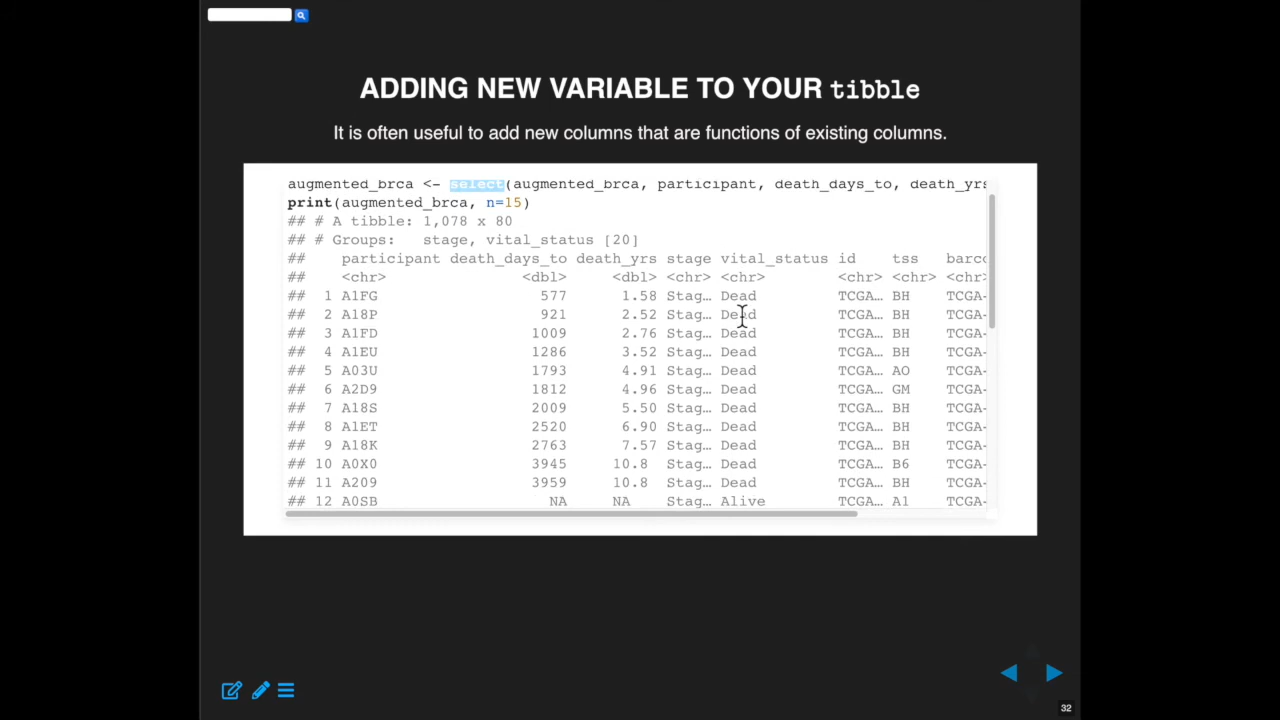 ADDING NEW VARIABLE TO YOUR tibble
It is often useful to add new columns that are functions of existing columns.
augmented_brca <- select(augmented_brca, participant, death_days_to, death_yrs
print(augmented_brca, n=15)
## # A tibble: 1,078 x 80
## # Groups:   stage, vital_status [20]
##    participant death_days_to death_yrs stage vital_status id    tss   barc
##    <chr>               <dbl>     <dbl> <chr> <chr>        <chr> <chr> <chr>
##  1 A1FG                  577      1.58 Stag… Dead         TCGA… BH    TCGA-
##  2 A18P                  921      2.52 Stag… Dead         TCGA… BH    TCGA-
##  3 A1FD                 1009      2.76 Stag… Dead         TCGA… BH    TCGA-
##  4 A1EU                 1286      3.52 Stag… Dead         TCGA… BH    TCGA-
##  5 A03U                 1793      4.91 Stag… Dead         TCGA… AO    TCGA-
##  6 A2D9                 1812      4.96 Stag… Dead         TCGA… GM    TCGA-
##  7 A18S                 2009      5.50 Stag… Dead         TCGA… BH    TCGA-
##  8 A1ET                 2520      6.90 Stag… Dead         TCGA… BH    TCGA-
##  9 A18K                 2763      7.57 Stag… Dead         TCGA… BH    TCGA-
## 10 A0X0                 3945     10.8  Stag… Dead         TCGA… B6    TCGA-
## 11 A209                 3959     10.8  Stag… Dead         TCGA… BH    TCGA-
## 12 A0SB                   NA     NA    Stag… Alive        TCGA… A1    TCGA-
32